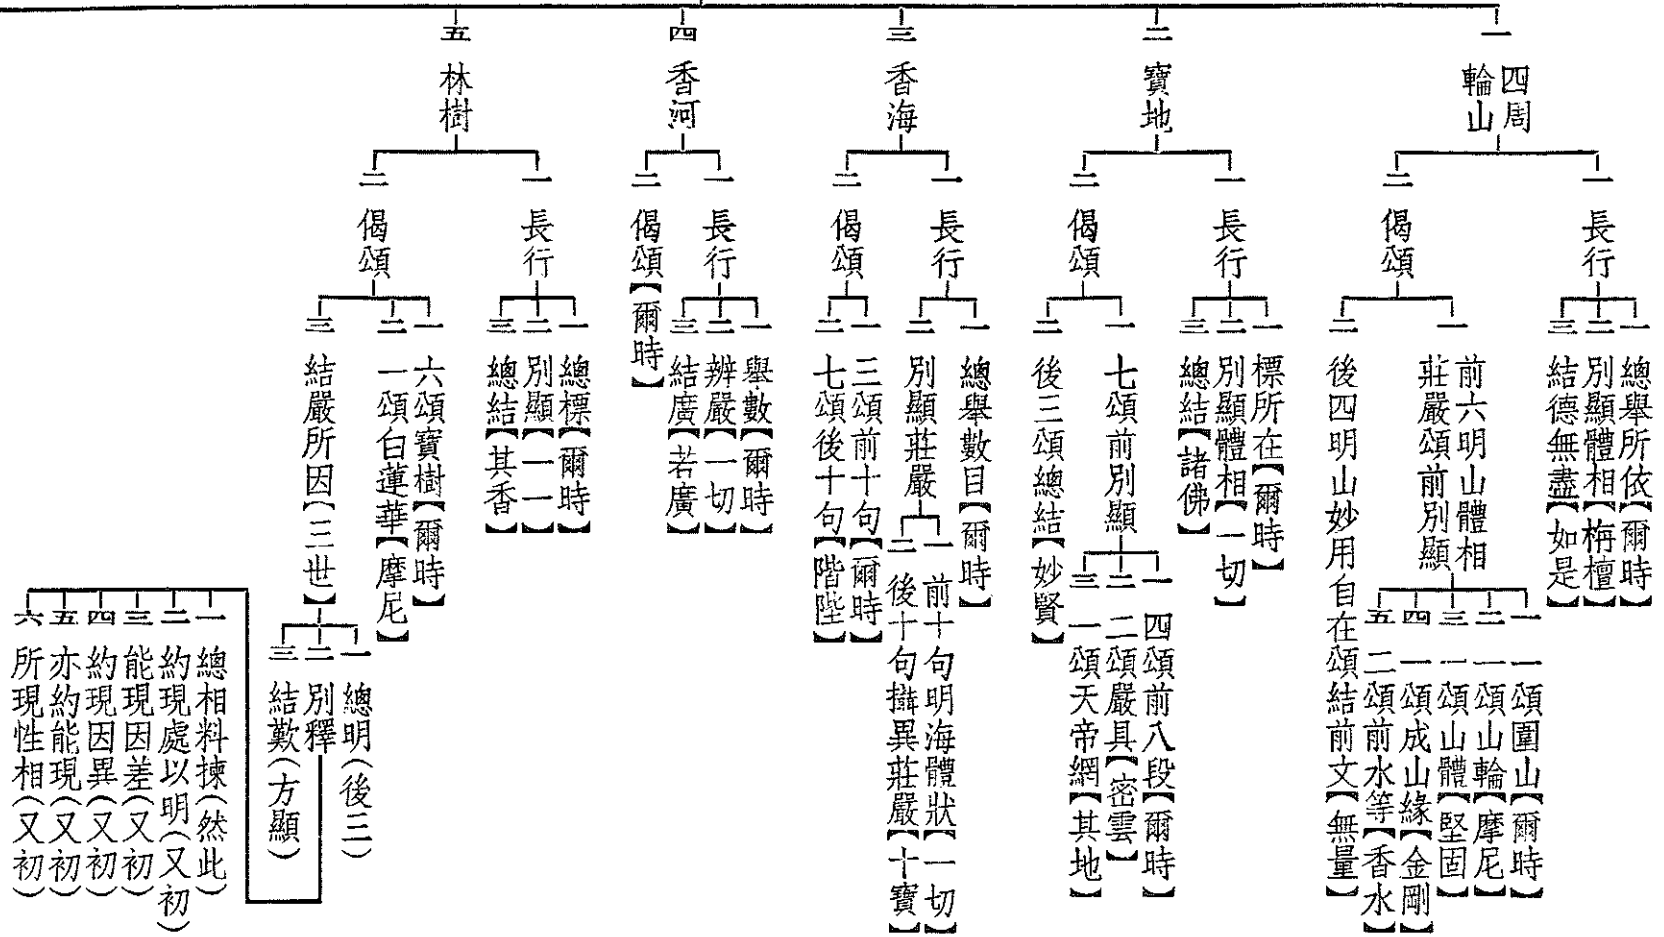 一 四周輪山
一 長行
一 總舉所依【爾時】
二 別顯體相【栴檀】
三 結德無盡【如是】
二 偈頌
一 前六明山體相莊嚴頌前別顯
一 一頌圍山【爾時】
二 一頌山輪【摩尼】
三 一頌山體【堅固】
四 一頌成山緣【金剛】
五 二頌前水等【香水】
二 後四明山妙用自在頌結前文【無量】
二 寶地
一 長行
一 標所在【爾時】
二 別顯體相【一切】
三 總結【諸佛】
二 偈頌
一 七頌前別顯
一 四頌前八段【爾時】
二 二頌嚴具【密雲】
三 一頌天帝網【其地】
二 後三頌總結【妙賢】
三 香海
一 長行
一 總舉數目【爾時】
二 別顯莊嚴
一 前十句明海體狀【一切】
二 後十句攝異莊嚴【十寶】
二 偈頌
一 三頌前十句【爾時】
二 七頌後十句【階陛】
四 香河
一 長行
一 舉數【爾時】
二 辨嚴【一切】
三 結廣【若廣】
二 偈頌【爾時】
五 林樹
一 長行
一 總標【爾時】
二 別顯【一一】
三 總結【其香】
二 偈頌
一 六頌寶樹【爾時】
二 一頌白蓮華【摩尼】
三 結嚴所因【三世】
一 總明(後三)
二 別釋
三 結歎(方顯)
一 總相料揀(然此)
二 約現處以明(又初)
三 能現因差(又初)
四 約現因異(又初)
五 亦約能現(又初)
六 所現性相(又初)